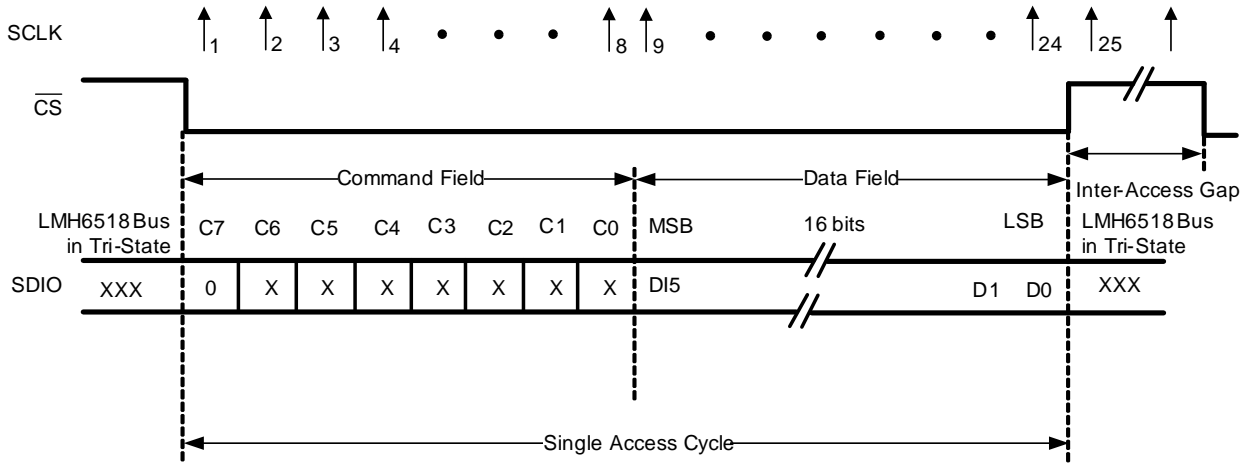 SCLK 1 2 3 4 8 9 24 25
CS
Command Field Data Field
Inter-Access Gap
LMH6518 Bus in Tri-State C7 C6 C5 C4 C3 C2 C1 C0 MSB 16 bits LSB LMH6518 Bus in Tri-State
SDIO XXX 0 X X X X X X X DI5 D1 D0 XXX
Single Access Cycle